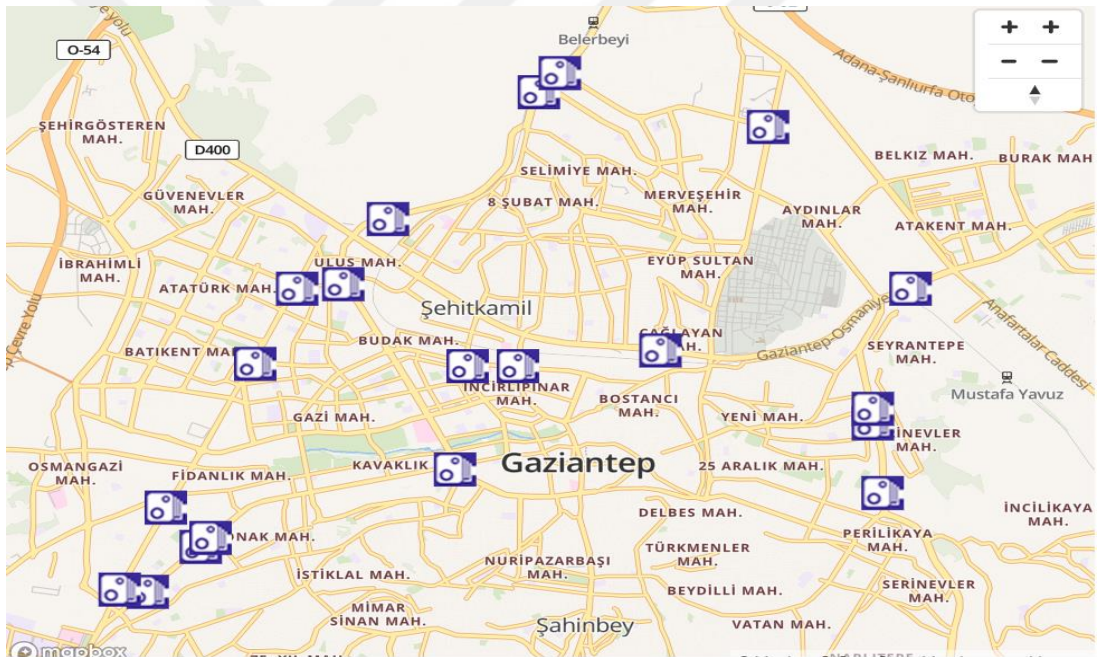 Belerbeyi
O-54
Adana-Şanlıurfa Oto
ŞEHİRGÖSTEREN
MAH.
D400
BELKIZ MAH.
BURAK MAH
SELİMİYE MAH.
GÜVENEVLER
MAH.
8 ŞUBAT MAH.
MERVEŞEHİR
MAH.
AYDINLAR
MAH.
ATAKENT MAH.
İBRAHİMLİ
MAH.
ULUS MAH.
EYÜP SULTAN
MAH.
ATATÜRK MAH.
Şehitkamil
Çevre Yolu
Gaziantep-Osmaniye
Anafartalar Caddesi
ÇAĞLAYAN
BUDAK MAH.
SEYRANTEPE
MAH.
BATIKENT
Mustafa Yavuz
İNCİLİPINAR
MAH.
BOSTANCI
MAH.
GAZİ MAH.
YENİ MAH.
İNEVLER
MAH.
OSMANGAZİ
MAH.
FİDANLIK MAH.
KAVAKLIK
Gaziantep
25 ARALIK MAH.
DELBES MAH.
İNCİLİKAYA
MAH.
PERİLİKAYA
MAH.
NAK MAH.
TÜRKMENLER
MAH.
NURİPAZARBAŞI
MAH.
İSTİKLAL MAH.
BEYDİLLİ MAH.
SERİNEVLER
MAH.
MİMAR
SİNAN MAH.
Şahinbey
VATAN MAH.
mapbox